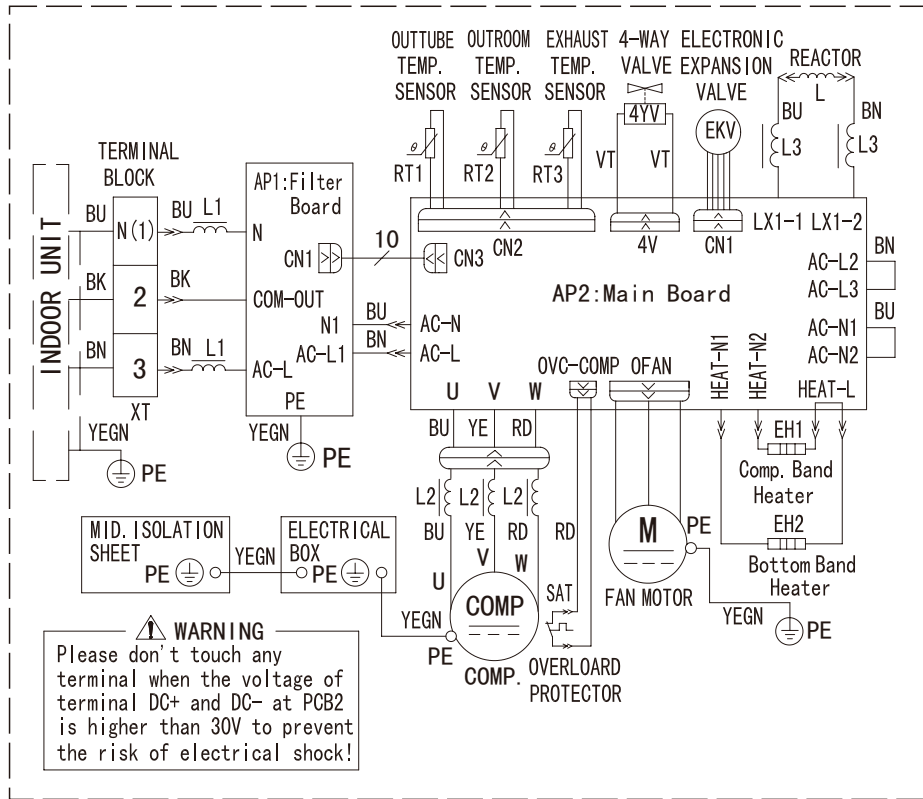 OUTTUBE TEMP. SENSOR
OUTROOM TEMP. SENSOR
EXHAUST TEMP. SENSOR
4-WAY VALVE
ELECTRONIC EXPANSION VALVE
REACTOR
L
BU
BN
L3
L3
4YV
EKV
θ
θ
θ
RT1
RT2
RT3
VT
VT
TERMINAL BLOCK
AP1:Filter Board
INDOOR UNIT
BU
N(1)
BU
L1
N
BK
2
BK
COM-OUT
BN
3
BN
L1
AC-L
XT
YEGN
PE
CN1
10
CN3
N1
BU
AC-N
AC-L1
BN
AC-L
PE
YEGN
PE
CN2
4V
CN1
LX1-1
LX1-2
AP2:Main Board
AC-L2
BN
AC-L3
AC-N1
BU
AC-N2
U
V
W
OVC-COMP
OFAN
HEAT-N1
HEAT-N2
HEAT-L
BU
YE
RD
L2
L2
L2
BU
YE
RD
RD
U
V
W
COMP
PE
COMP.
SAT
OVERLOARD PROTECTOR
M
PE
FAN MOTOR
YEGN
PE
EH1
Comp. Band Heater
EH2
Bottom Band Heater
MID. ISOLATION SHEET
PE
YEGN
ELECTRICAL BOX
PE
YEGN
WARNING
Please don't touch any
terminal when the voltage of
terminal DC+ and DC- at PCB2
is higher than 30V to prevent
the risk of electrical shock!